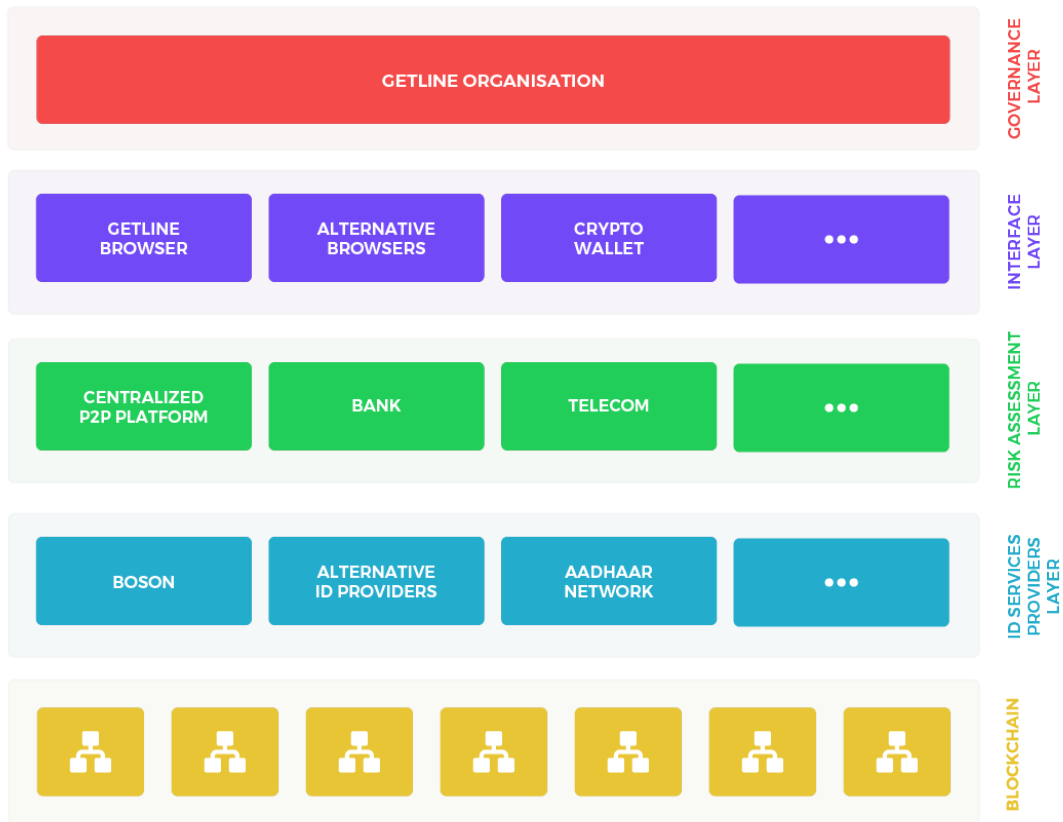 GETLINE ORGANISATION
GOVERNANCE
LAYER
GETLINE
BROWSER
ALTERNATIVE
BROWSERS
CRYPTO
WALLET
•••
INTERFACE
LAYER
CENTRALIZED
P2P PLATFORM
BANK
TELECOM
•••
RISK ASSESSMENT
LAYER
BOSON
ALTERNATIVE
ID PROVIDERS
AADHAAR
NETWORK
•••
ID SERVICES
PROVIDERS
LAYER
BLOCKCHAIN